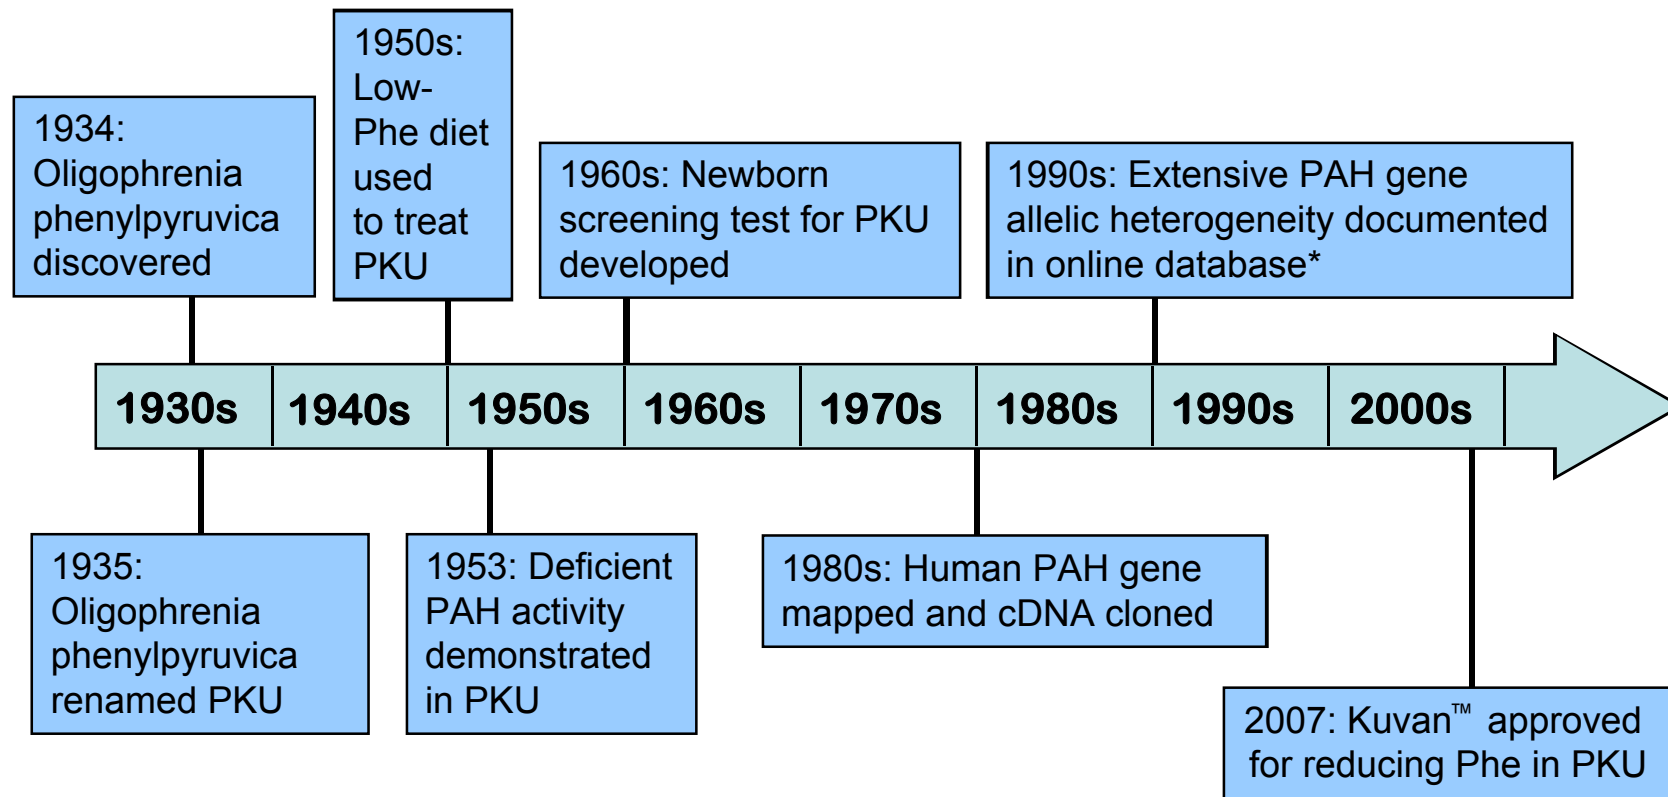 1934:
Oligophrenia
phenylpyruvica
discovered
1950s:
Low-
Phe diet
used
to treat
PKU
1960s: Newborn
screening test for PKU
developed
1990s: Extensive PAH gene
allelic heterogeneity documented
in online database*
1930s
1940s
1950s
1960s
1970s
1980s
1990s
2000s
1935:
Oligophrenia
phenylpyruvica
renamed PKU
1953: Deficient
PAH activity
demonstrated
in PKU
1980s: Human PAH gene
mapped and cDNA cloned
2007: Kuvan™ approved
for reducing Phe in PKU